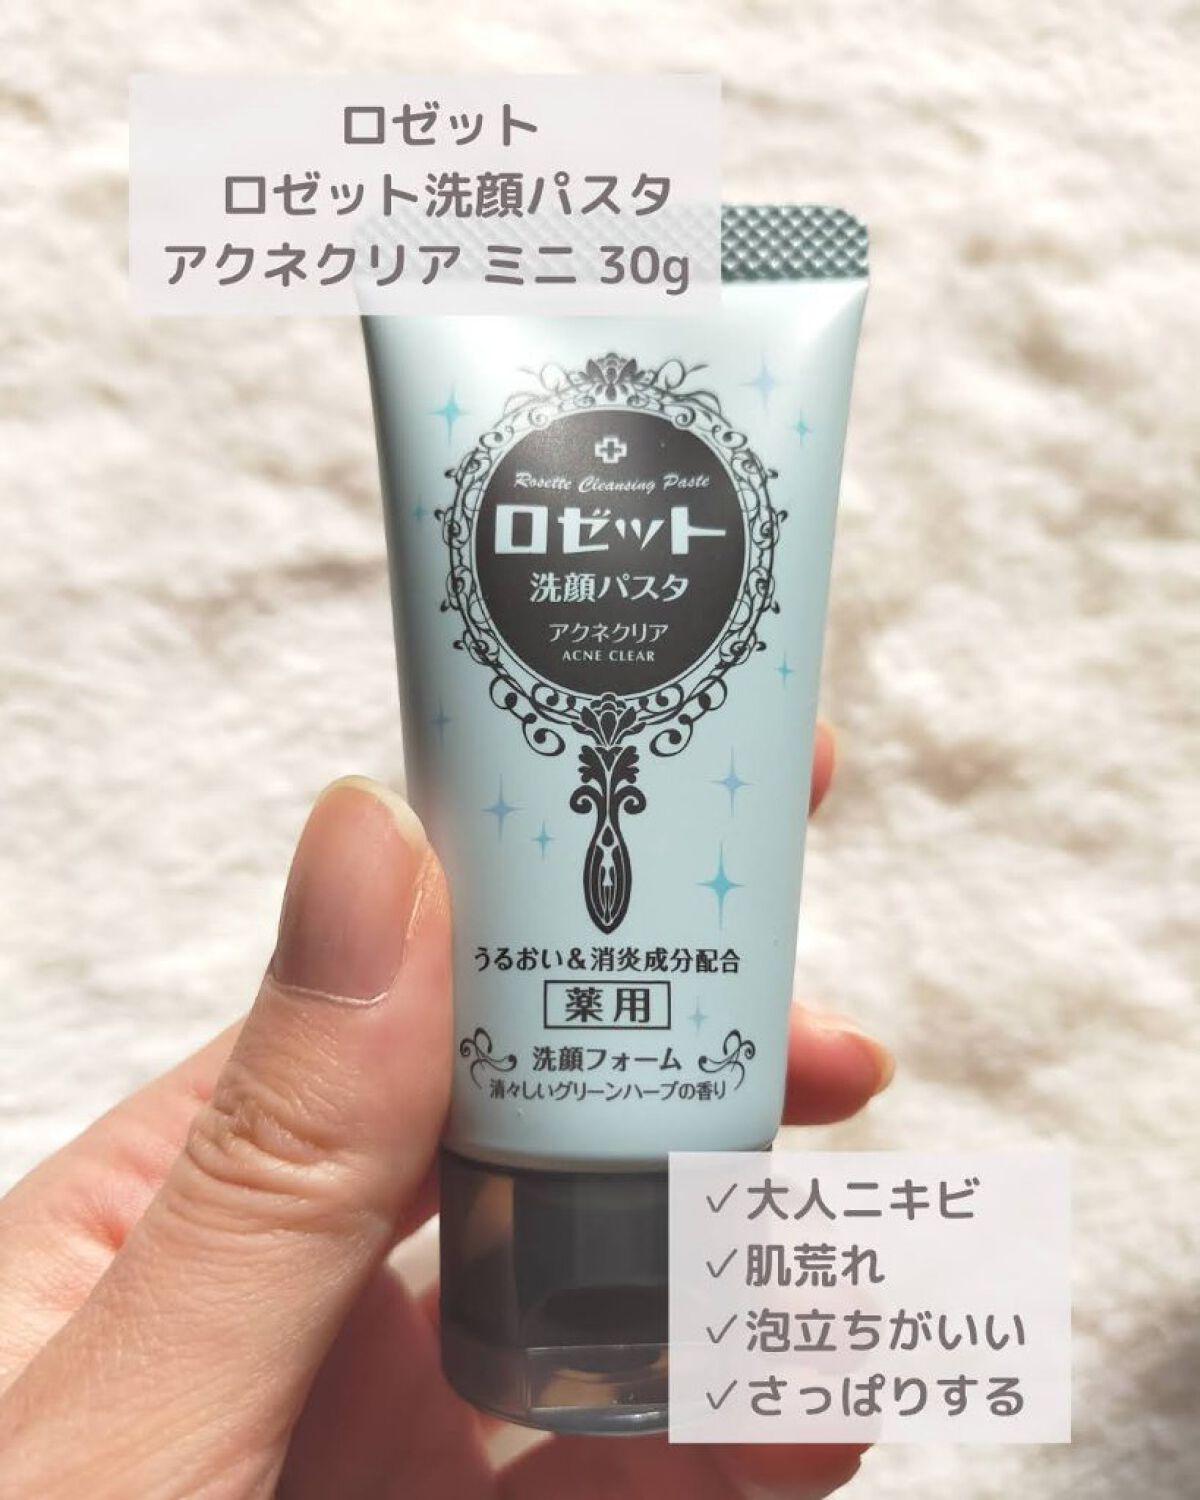 ロゼット
ロゼット洗顔パスタ
アクネクリア ミニ 30g
Rosette Cleansing Paste
ロゼット
洗顔パスタ
アクネクリア
ACNE CLEAR
うるおい&消炎成分配合
薬用
洗顔フォーム
清々しいグリーンハーブの香り
✓大人ニキビ
✓肌荒れ
✓泡立ちがいい
✓さっぱりする